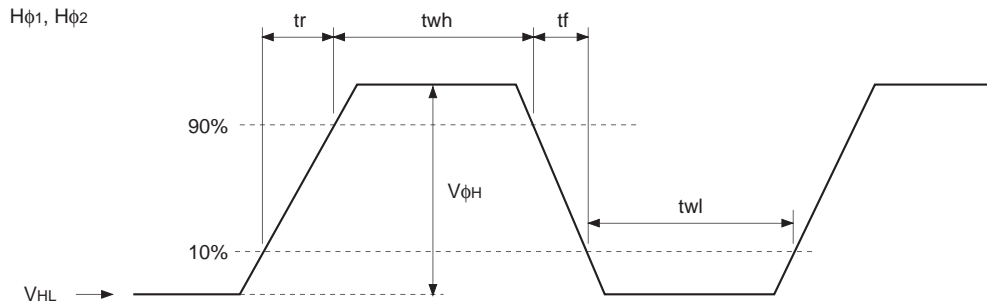 Hφ1, Hφ2
tr twh tf
90%
VφH
twl
10%
VHL